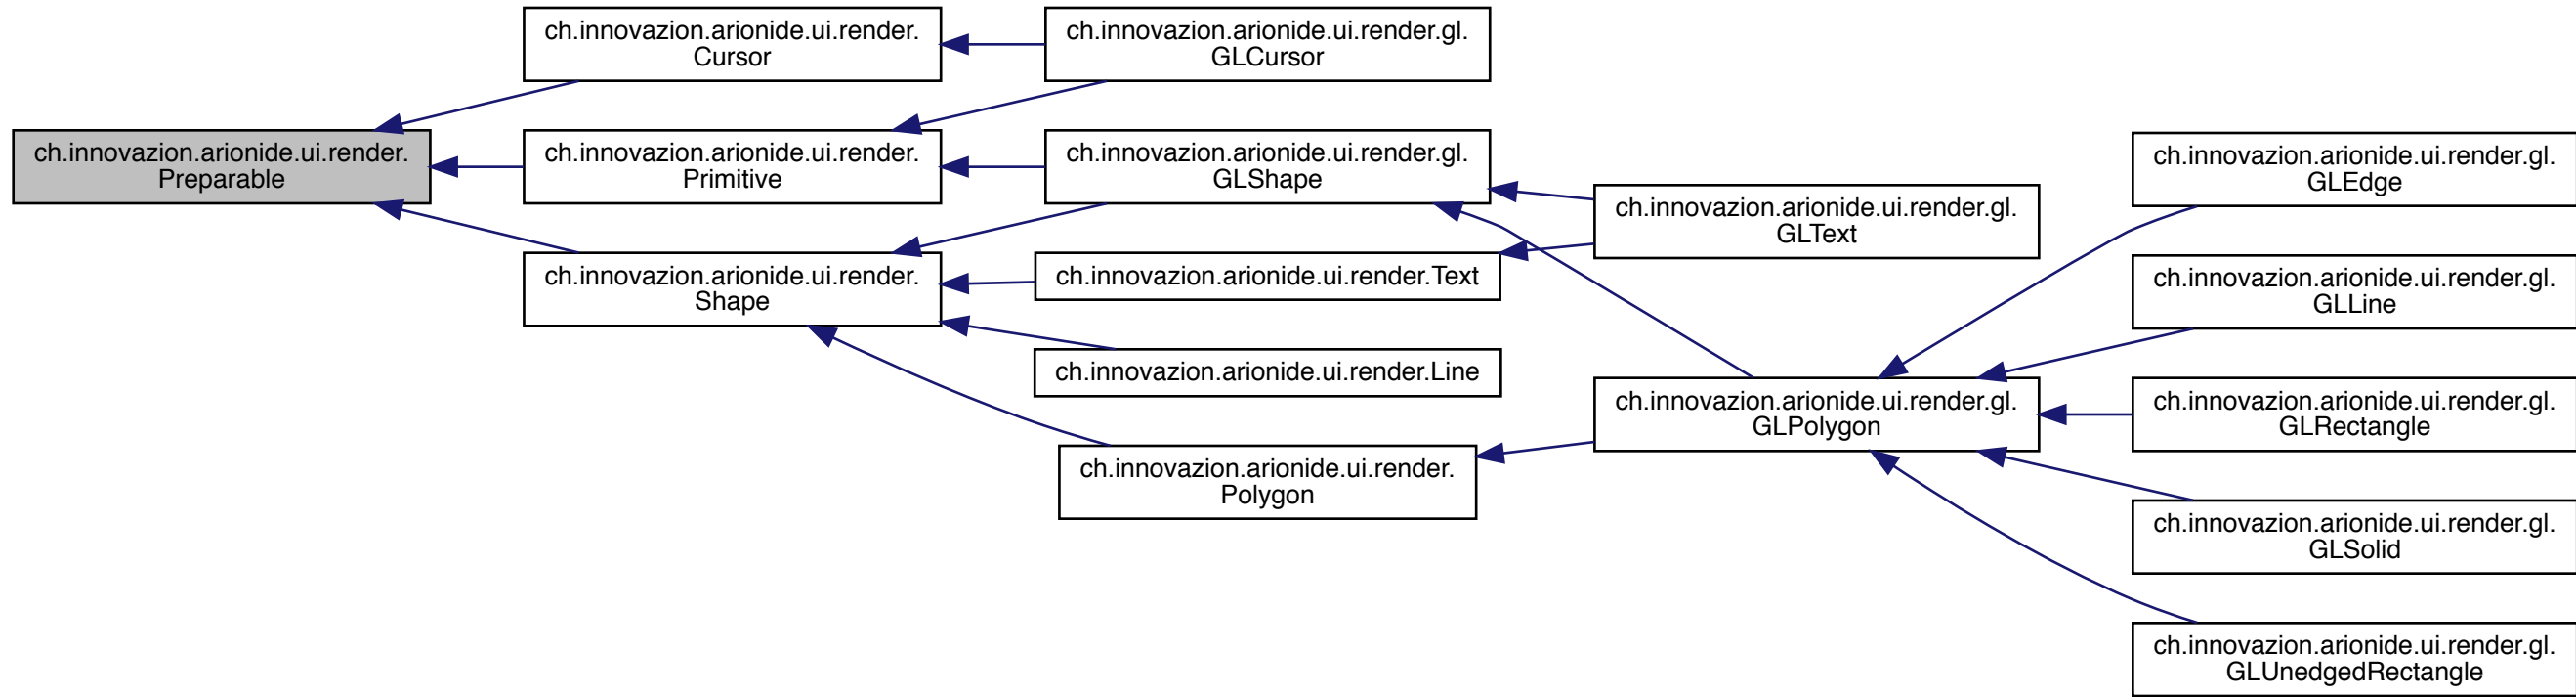 ch.innovazion.arionide.ui.render.
Preparable
ch.innovazion.arionide.ui.render.
Cursor
ch.innovazion.arionide.ui.render.
Primitive
ch.innovazion.arionide.ui.render.
Shape
ch.innovazion.arionide.ui.render.gl.
GLCursor
ch.innovazion.arionide.ui.render.gl.
GLShape
ch.innovazion.arionide.ui.render.Text
ch.innovazion.arionide.ui.render.Line
ch.innovazion.arionide.ui.render.
Polygon
ch.innovazion.arionide.ui.render.gl.
GLText
ch.innovazion.arionide.ui.render.gl.
GLPolygon
ch.innovazion.arionide.ui.render.gl.
GLEdge
ch.innovazion.arionide.ui.render.gl.
GLLine
ch.innovazion.arionide.ui.render.gl.
GLRectangle
ch.innovazion.arionide.ui.render.gl.
GLSolid
ch.innovazion.arionide.ui.render.gl.
GLUnedgedRectangle